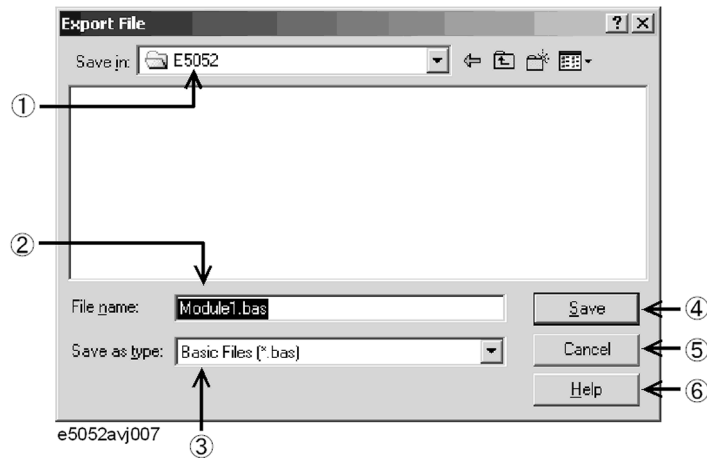 Export File
Save in: E5052
①
②
File name: Module1.bas Save ④
Save as type: Basic Files (*.bas) Cancel ⑤
Help ⑥
e5052avj007
③